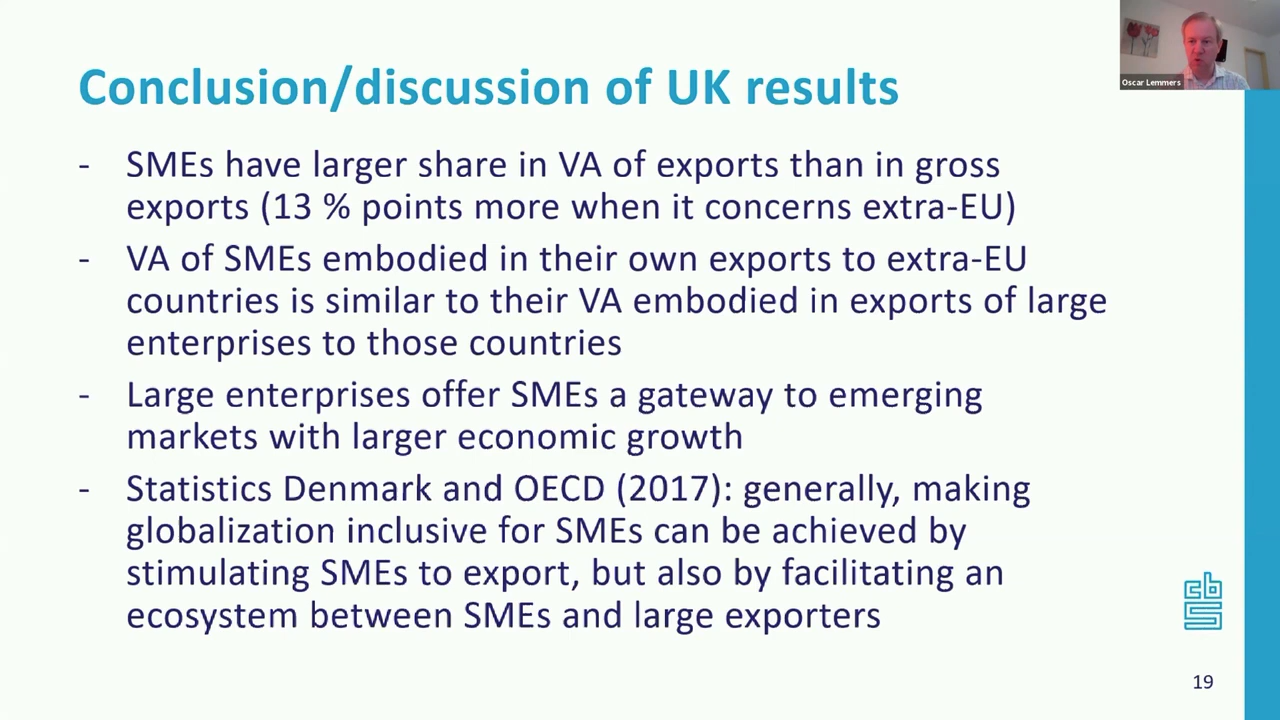 Conclusion/discussion of UK results
Oscar Lemmers
- SMEs have larger share in VA of exports than in gross
exports (13 % points more when it concerns extra-EU)
- VA of SMEs embodied in their own exports to extra-EU
countries is similar to their VA embodied in exports of large
enterprises to those countries
- Large enterprises offer SMEs a gateway to emerging
markets with larger economic growth
- Statistics Denmark and OECD (2017): generally, making
globalization inclusive for SMEs can be achieved by
stimulating SMEs to export, but also by facilitating an
ecosystem between SMEs and large exporters
cbs
19